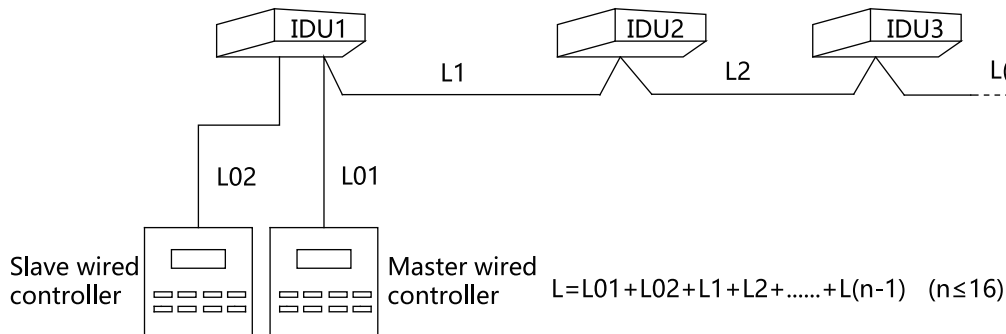 IDU1
IDU2
IDU3
L1
L2
L02
L01
Slave wired
controller
Master wired
controller
L=L01+L02+L1+L2+......+L(n-1) (n≤16)